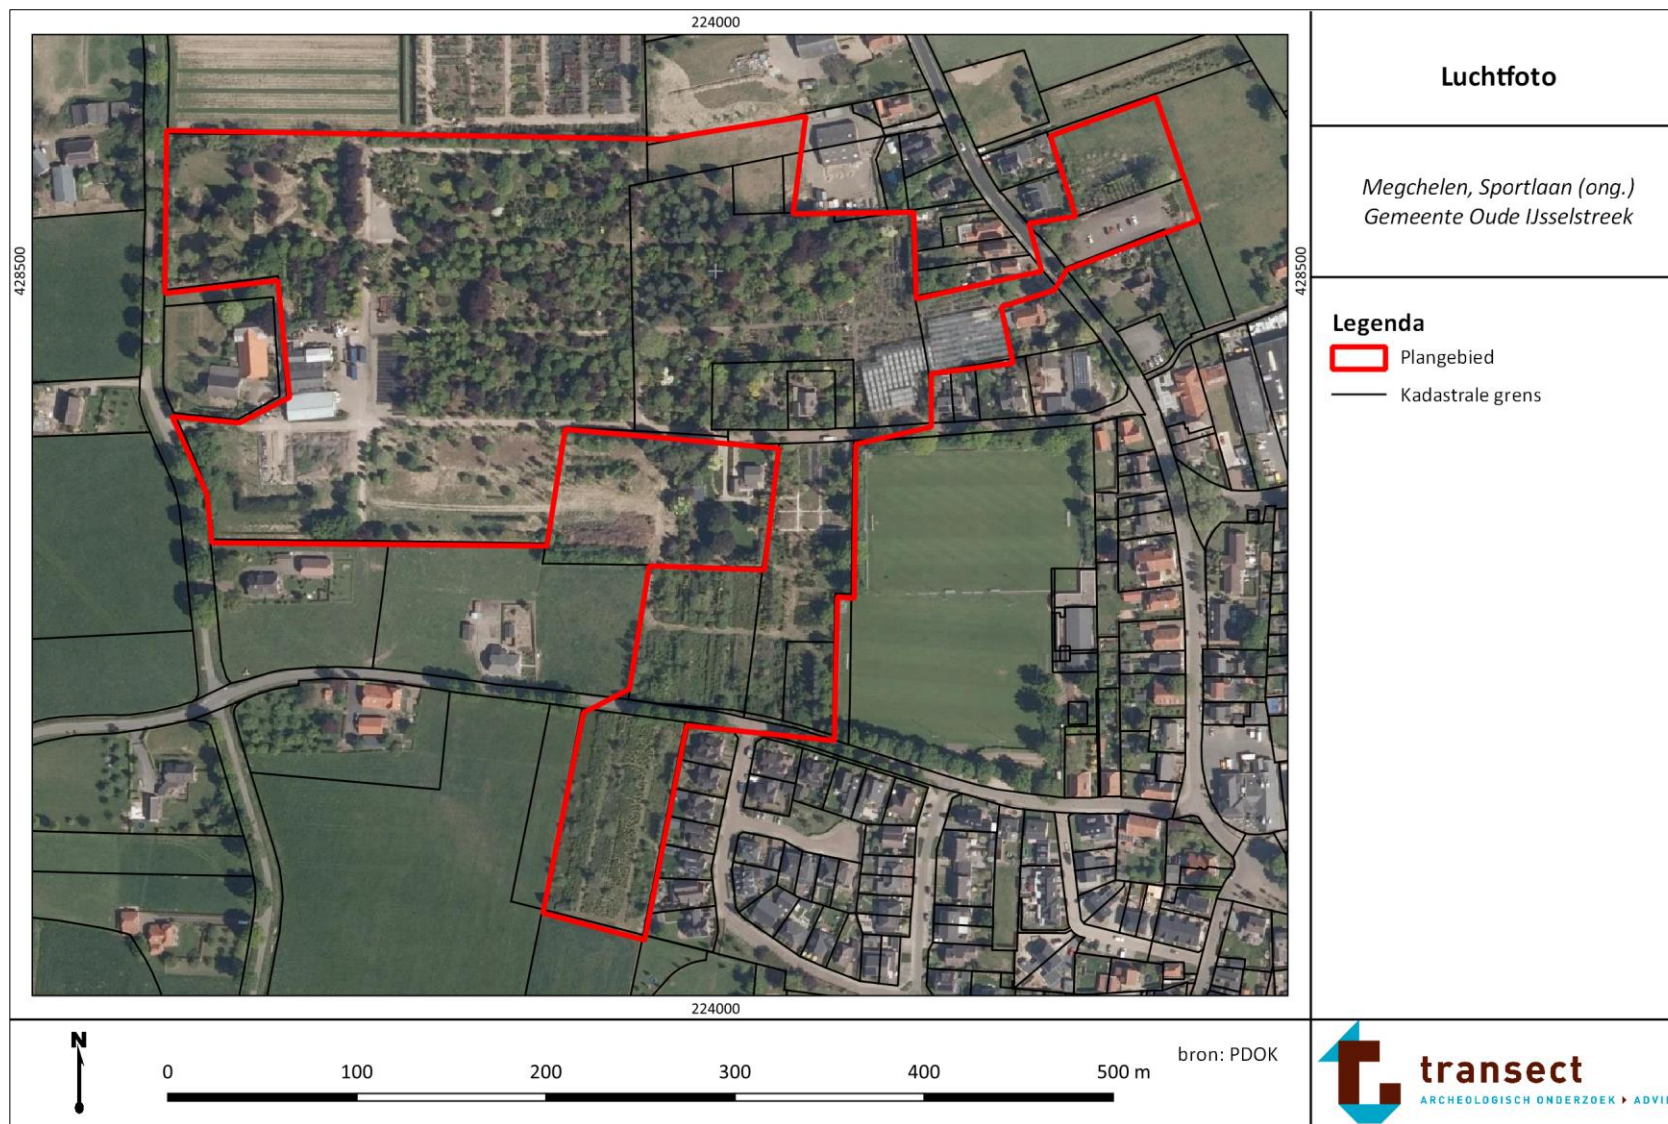 224000
428500
428500
224000
Luchtfoto
Megchelen, Sportlaan (ong.)
Gemeente Oude IJsselstreek
Legenda
Plangebied
Kadastrale grens
N
0 100 200 300 400 500 m
bron: PDOK
transect
ARCHEOLOGISCH ONDERZOEK ▸ ADVI